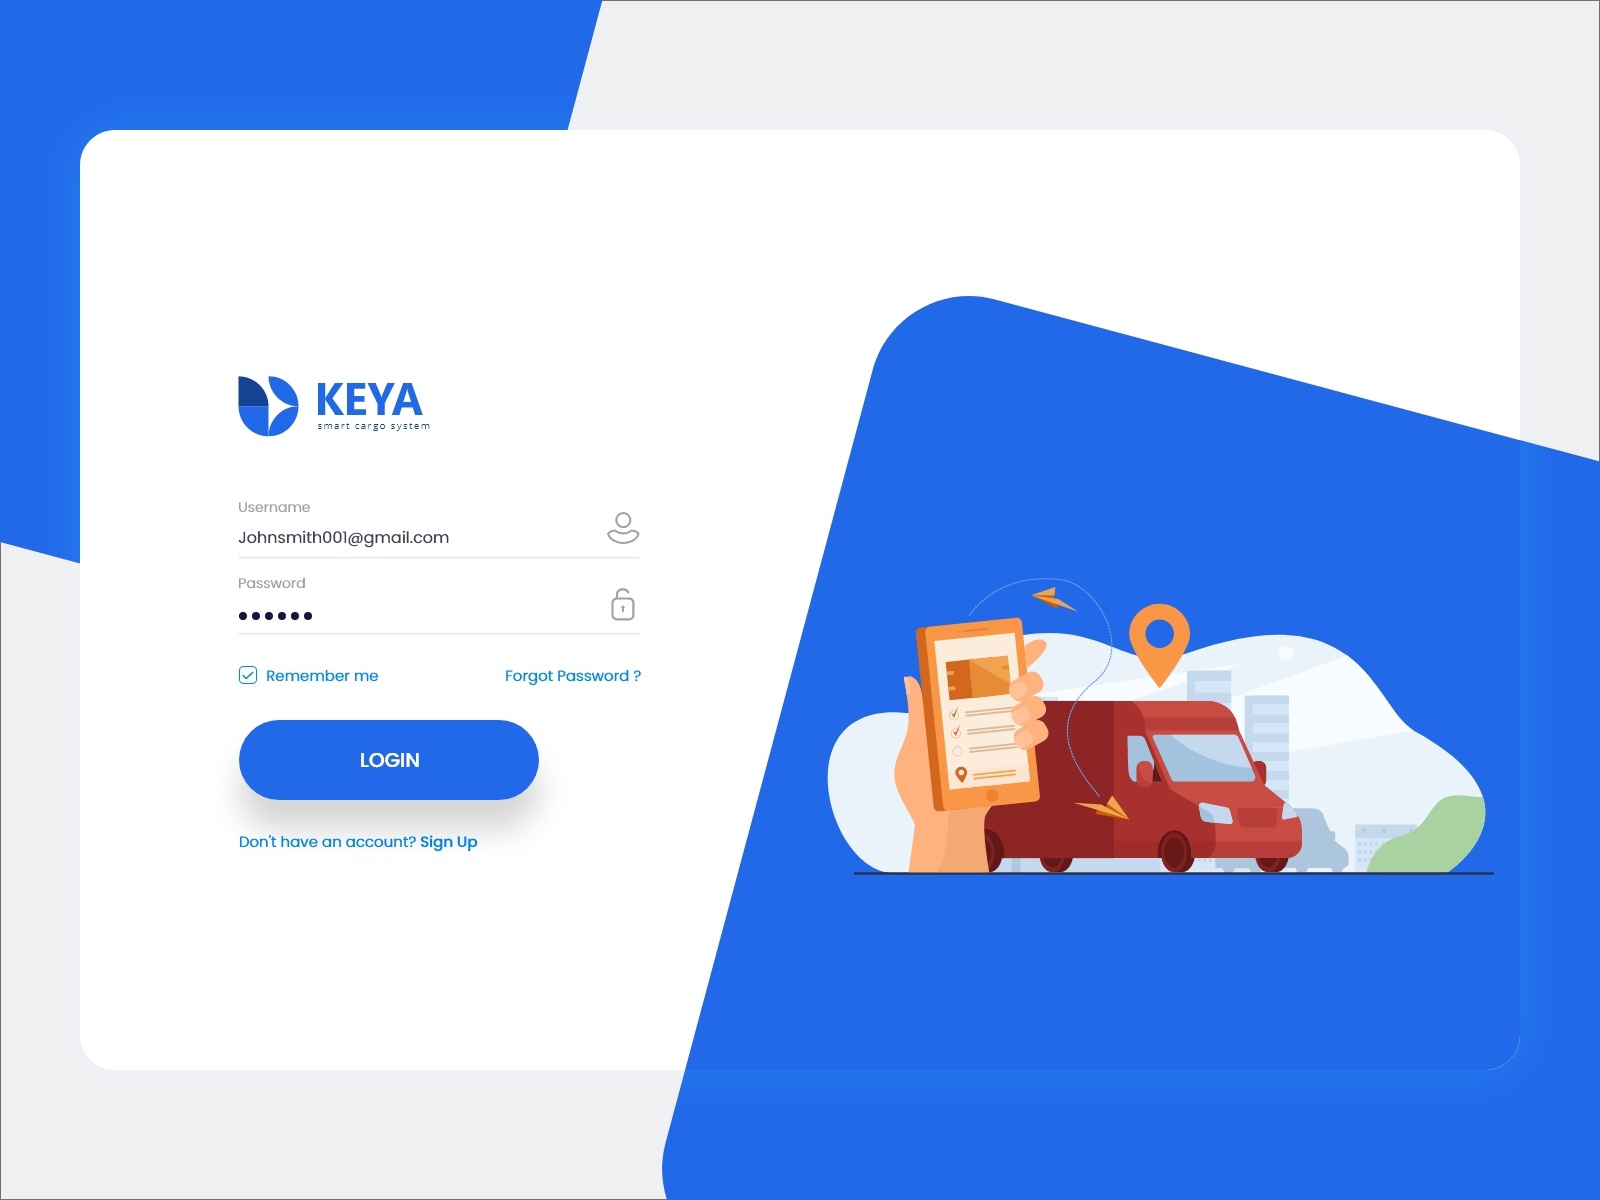 KEYA
smart cargo system
Username
Johnsmith001@gmail.com
Password
Remember me
Forgot Password ?
LOGIN
Don't have an account? Sign Up